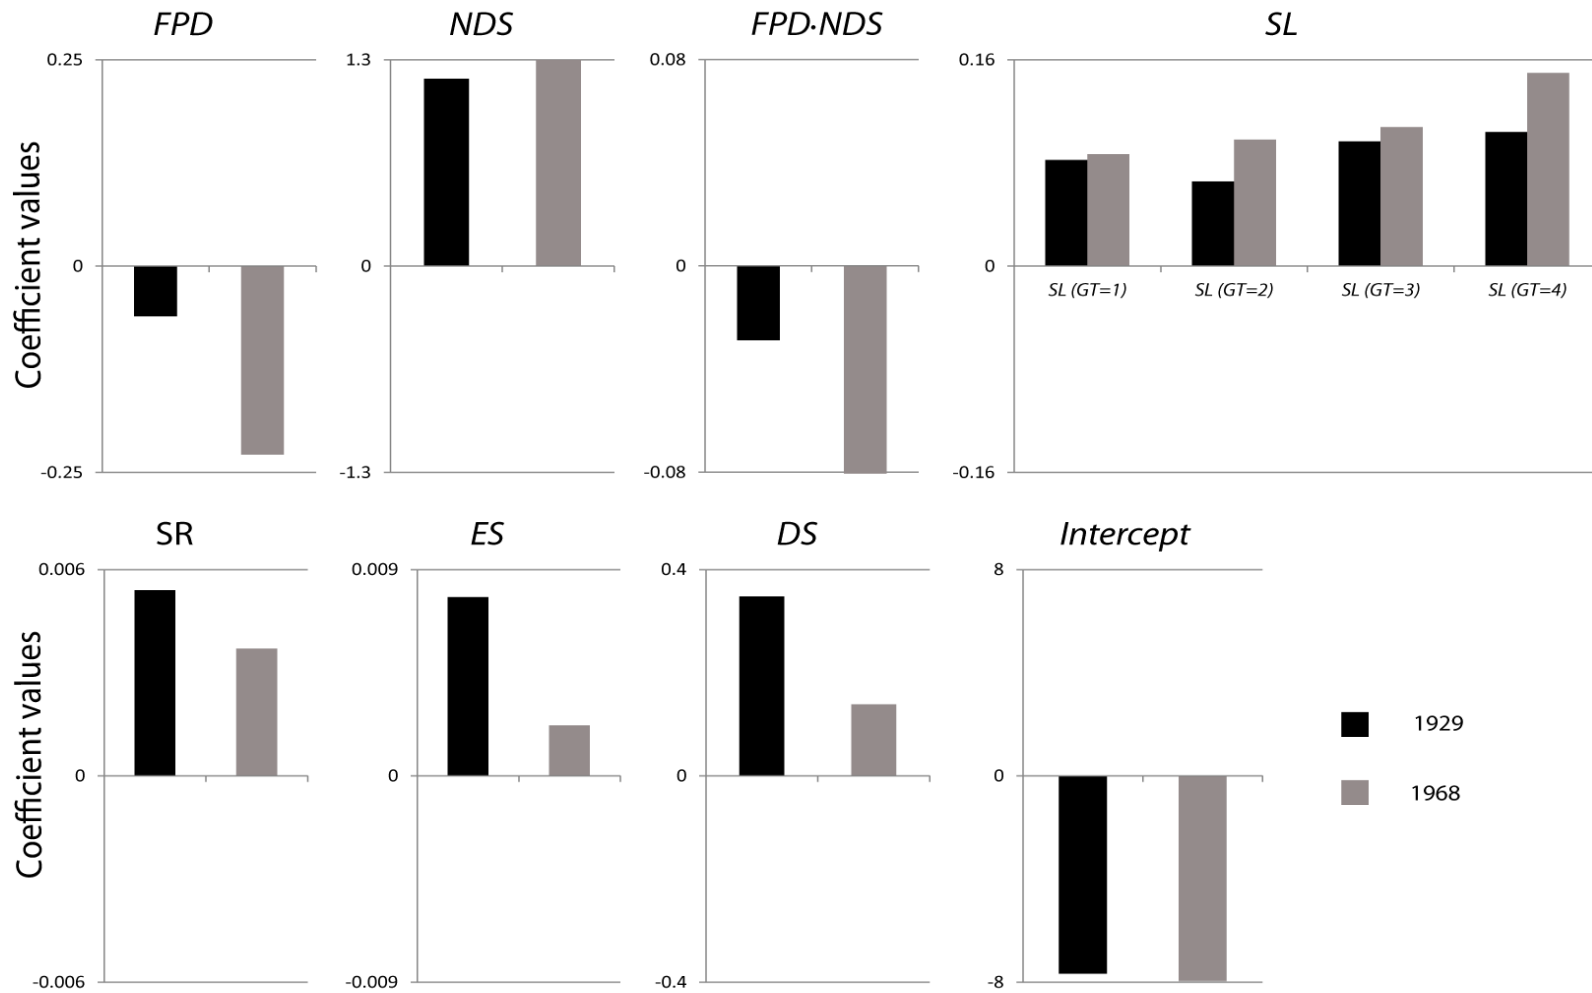 FPD NDS FPD·NDS SL
0.25 1.3 0.08 0.16
Coefficient values
0 0 0 0
SL (GT=1) SL (GT=2) SL (GT=3) SL (GT=4)
-0.25 -1.3 -0.08 -0.16
SR ES DS Intercept
0.006 0.009 0.4 8
Coefficient values
1929
0 0 0 0
1968
-0.006 -0.009 -0.4 -8